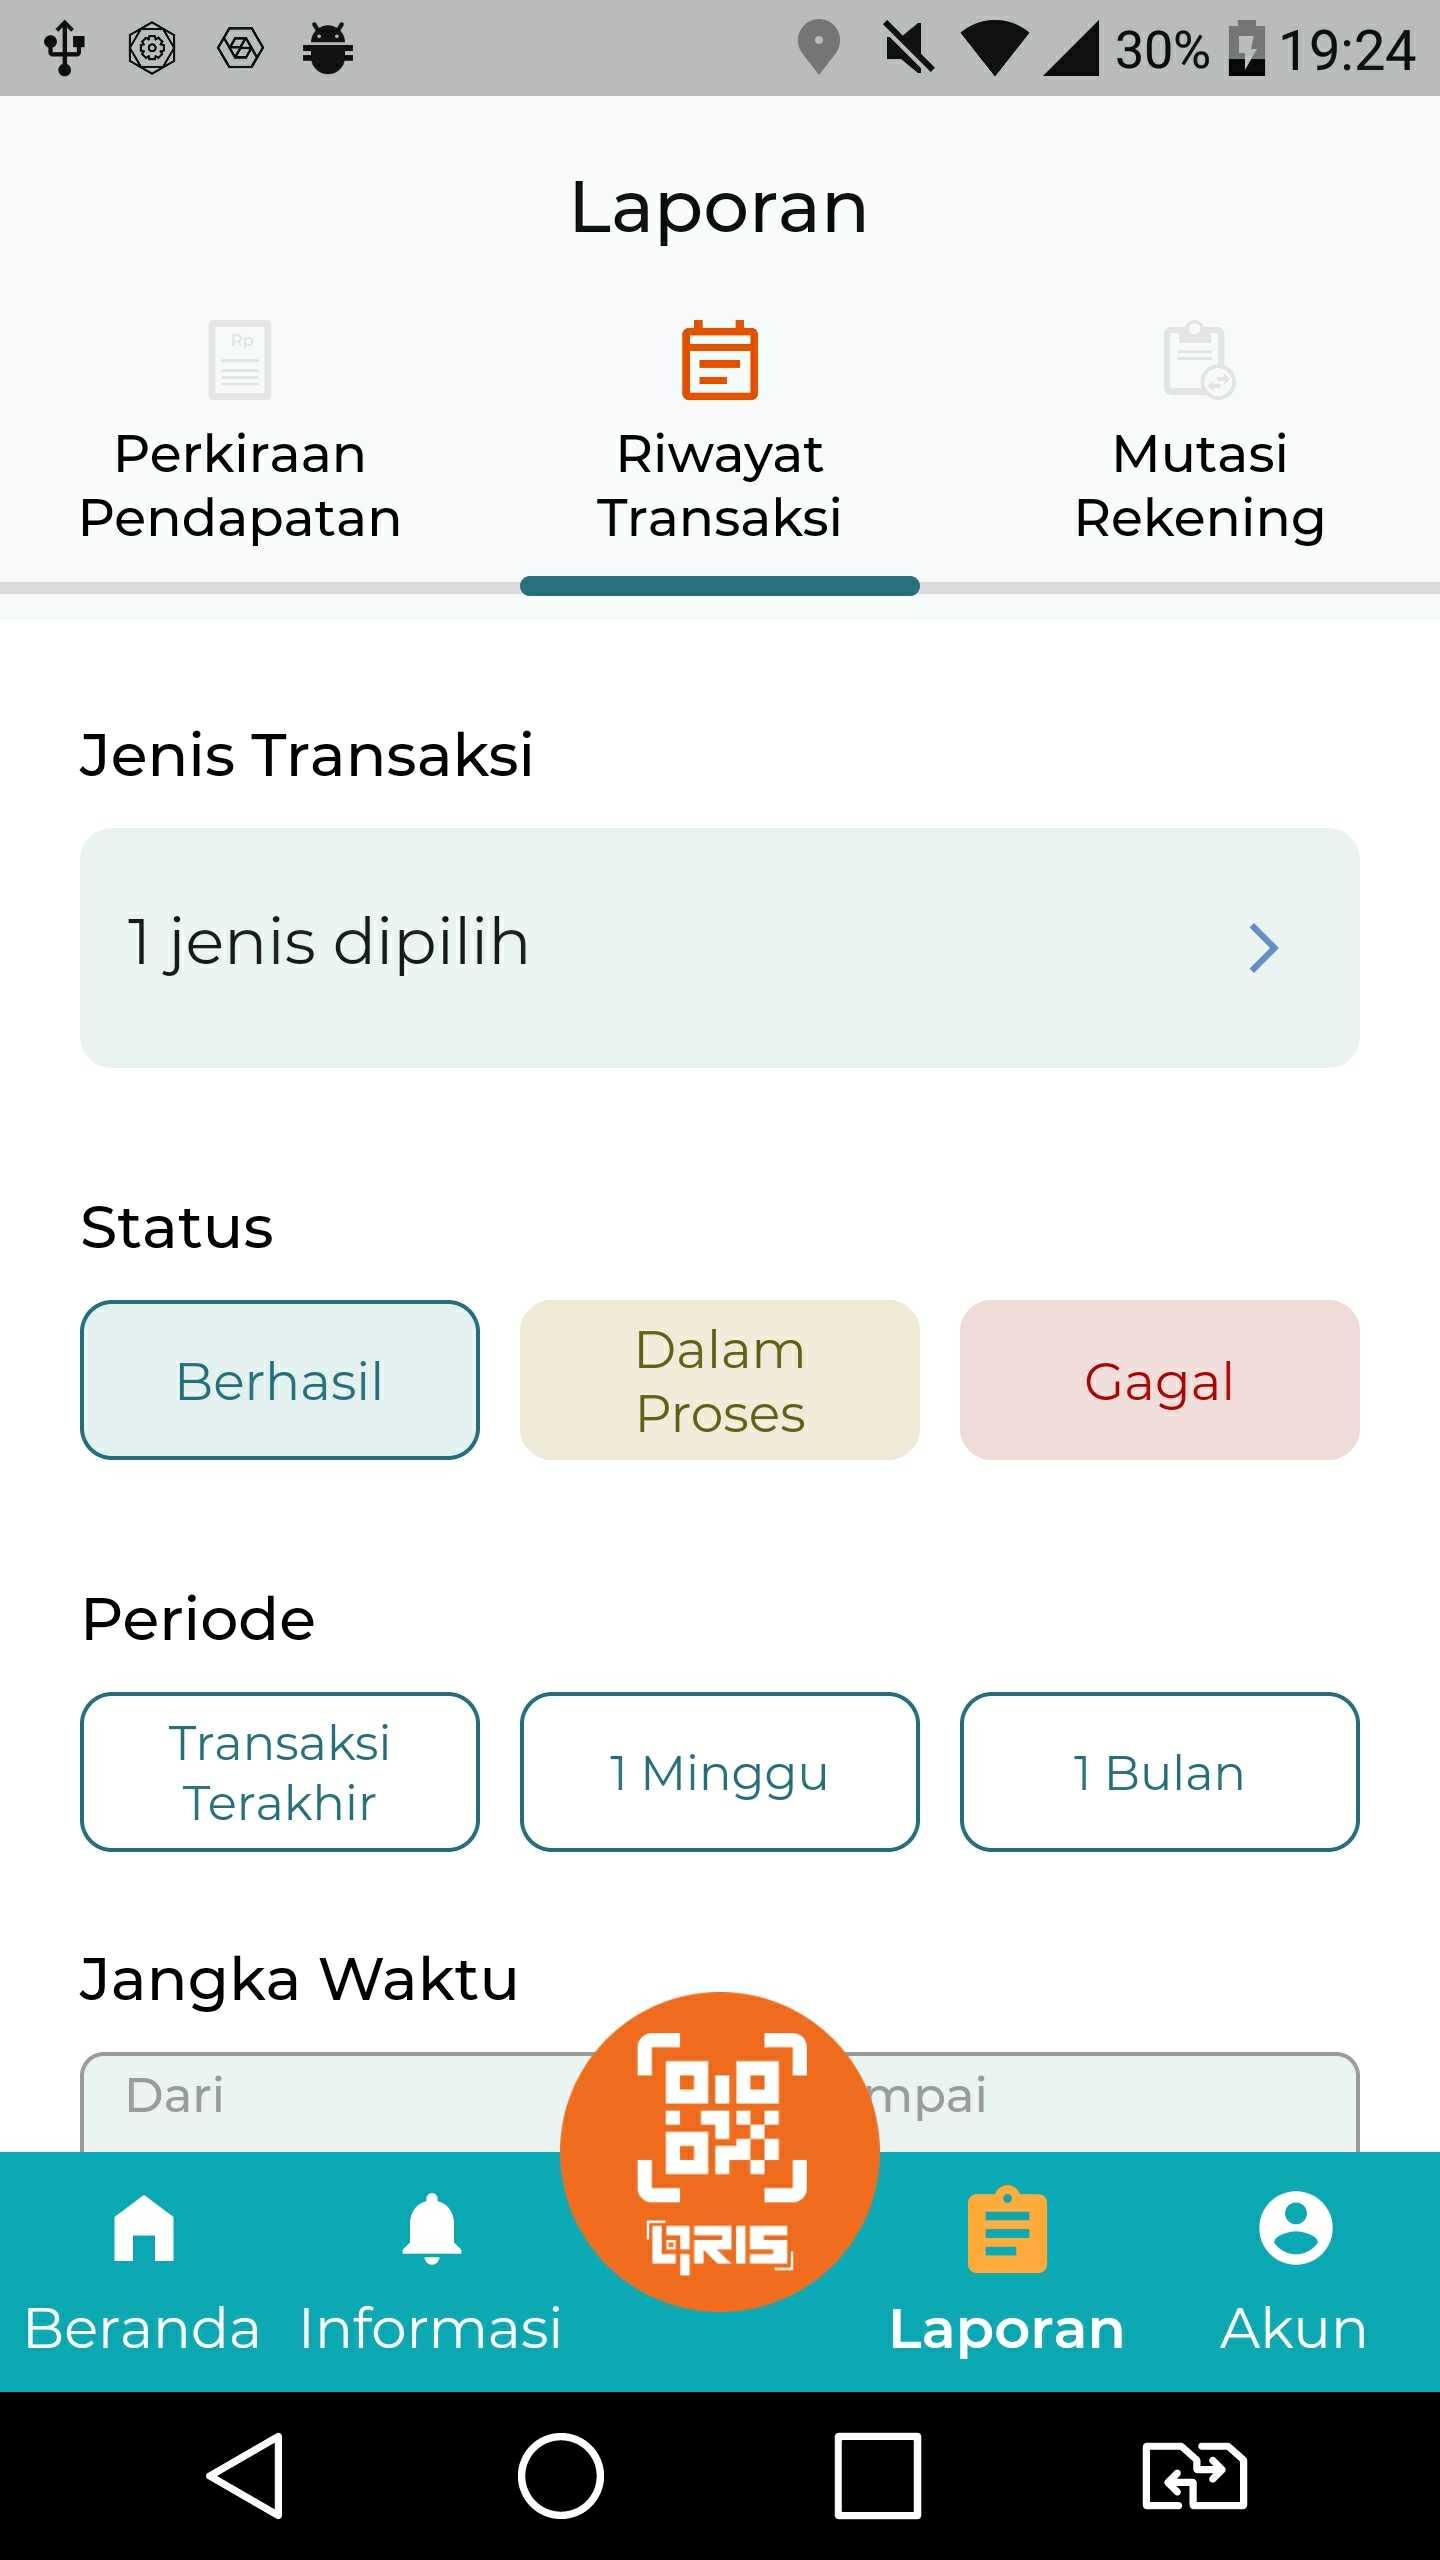 30% 19:24
Laporan
Rp
Perkiraan
Pendapatan
Riwayat
Transaksi
Mutasi
Rekening
Jenis Transaksi
1 jenis dipilih
Status
Berhasil
Dalam
Proses
Gagal
Periode
Transaksi
Terakhir
1 Minggu
1 Bulan
Jangka Waktu
Dari
mpai
QRIS
Beranda
Informasi
Laporan
Akun